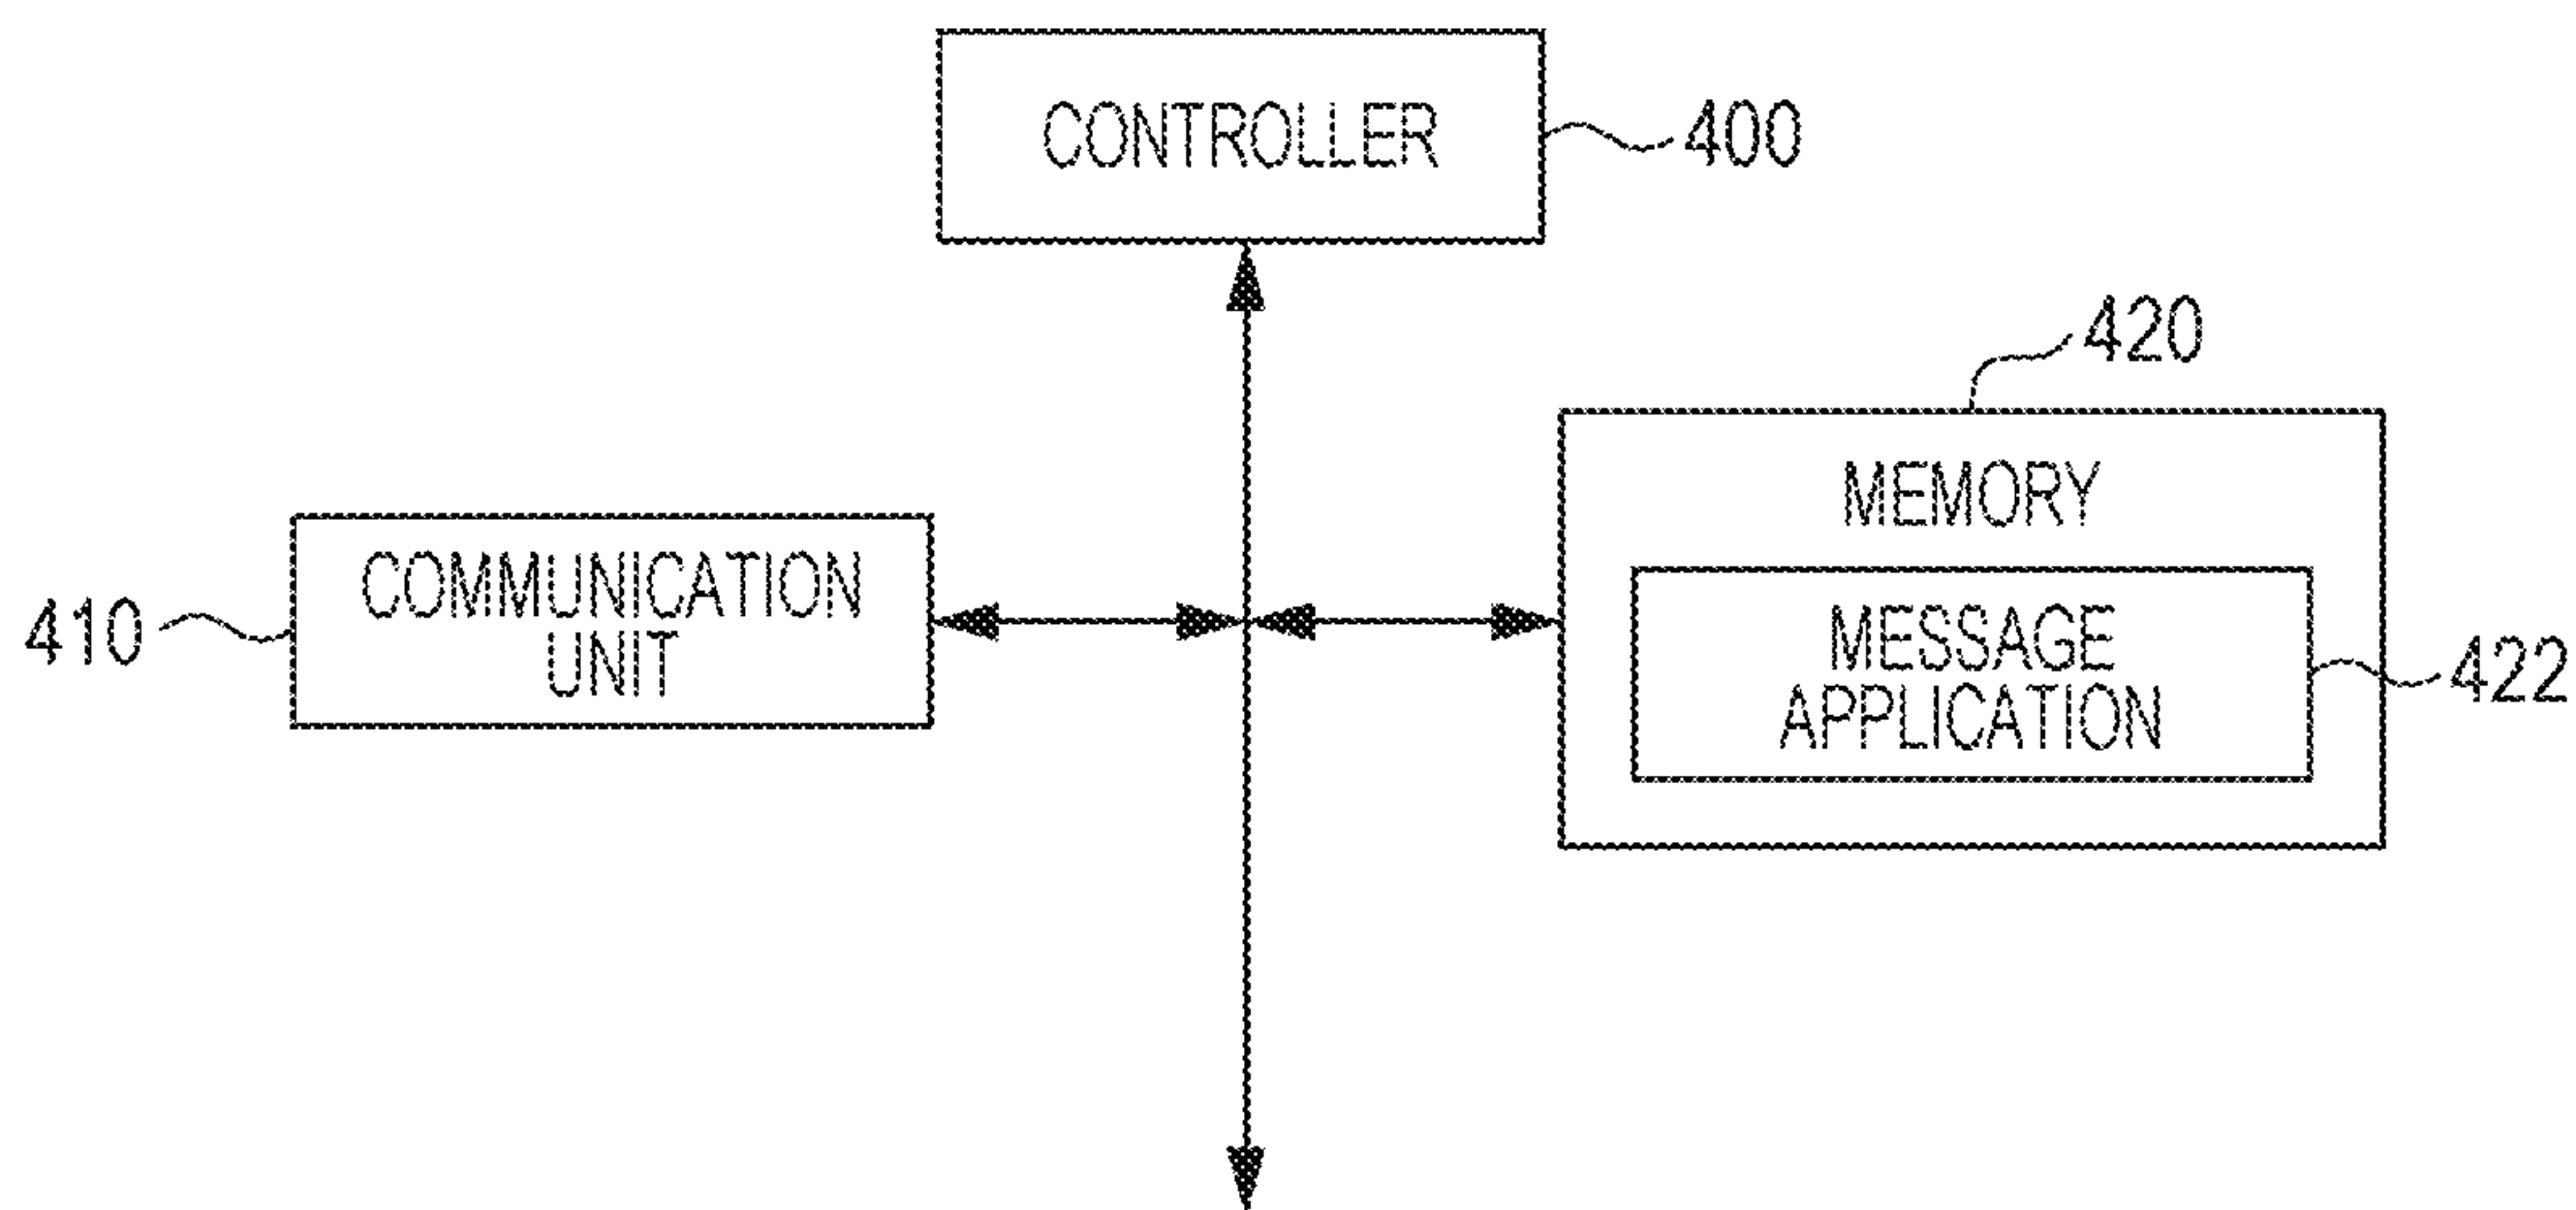 CONTROLLER
400
420
MEMORY
COMMUNICATION
UNIT
410
MESSAGE
APPLICATION
422